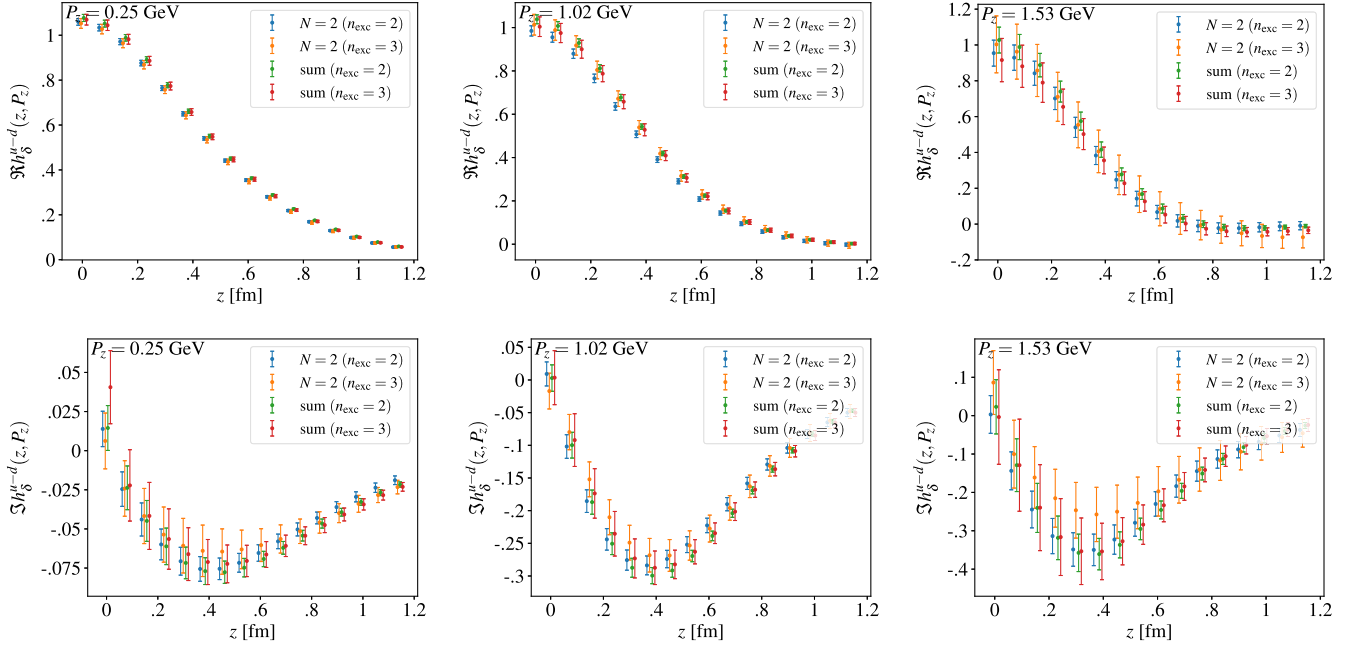 P_z = 0.25 GeV
N = 2 (n_exc = 2)
N = 2 (n_exc = 3)
sum (n_exc = 2)
sum (n_exc = 3)
ℜh_δ^{u−d}(z, P_z)
1
.8
.6
.4
.2
0
0 .2 .4 .6 .8 1 1.2
z [fm]
P_z = 1.02 GeV
N = 2 (n_exc = 2)
N = 2 (n_exc = 3)
sum (n_exc = 2)
sum (n_exc = 3)
ℜh_δ^{u−d}(z, P_z)
1
.8
.6
.4
.2
0
0 .2 .4 .6 .8 1 1.2
z [fm]
P_z = 1.53 GeV
N = 2 (n_exc = 2)
N = 2 (n_exc = 3)
sum (n_exc = 2)
sum (n_exc = 3)
ℜh_δ^{u−d}(z, P_z)
1.2
1
.8
.6
.4
.2
0
-.2
0 .2 .4 .6 .8 1 1.2
z [fm]
P_z = 0.25 GeV
N = 2 (n_exc = 2)
N = 2 (n_exc = 3)
sum (n_exc = 2)
sum (n_exc = 3)
ℑh_δ^{u−d}(z, P_z)
.05
.025
0
-.025
-.05
-.075
0 .2 .4 .6 .8 1 1.2
z [fm]
P_z = 1.02 GeV
N = 2 (n_exc = 2)
N = 2 (n_exc = 3)
sum (n_exc = 2)
sum (n_exc = 3)
ℑh_δ^{u−d}(z, P_z)
.05
0
-.05
-.1
-.15
-.2
-.25
-.3
0 .2 .4 .6 .8 1 1.2
z [fm]
P_z = 1.53 GeV
N = 2 (n_exc = 2)
N = 2 (n_exc = 3)
sum (n_exc = 2)
sum (n_exc = 3)
ℑh_δ^{u−d}(z, P_z)
.1
0
-.1
-.2
-.3
-.4
0 .2 .4 .6 .8 1 1.2
z [fm]